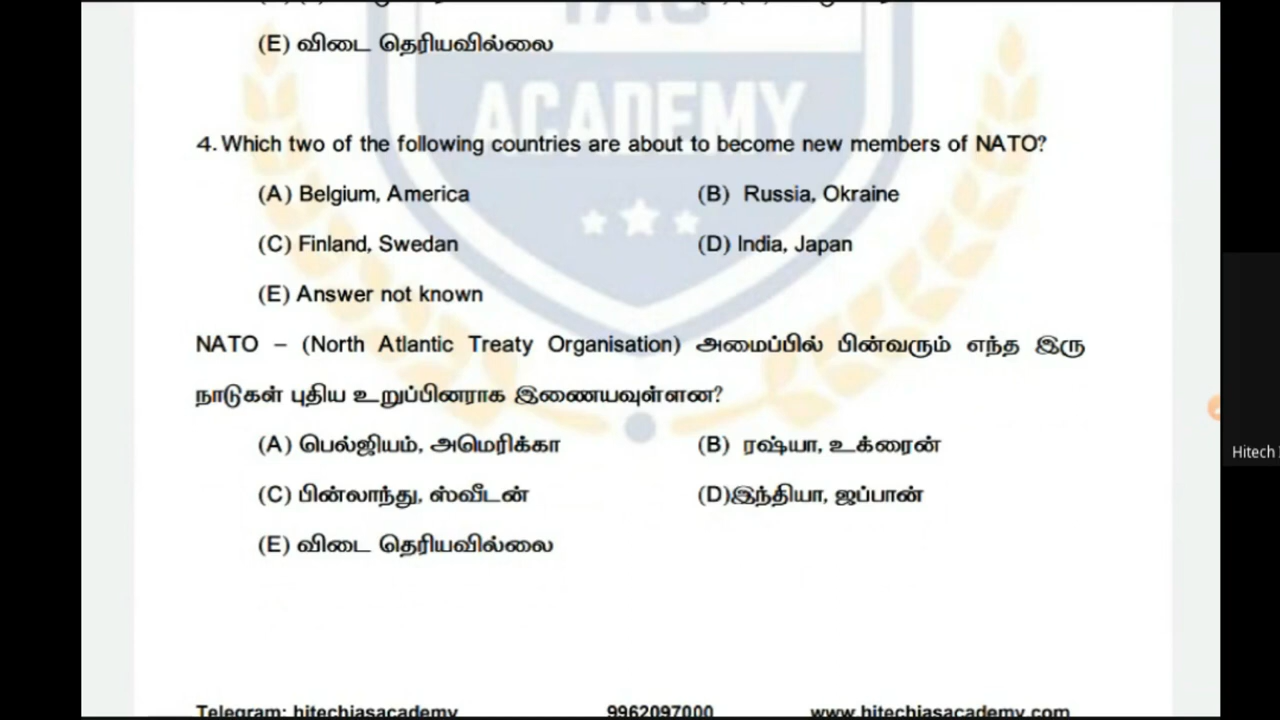 (E) விடை தெரியவில்லை
ACADEMY
4. Which two of the following countries are about to become new members of NATO?
(A) Belgium, America
(B) Russia, Okraine
(C) Finland, Swedan
(D) India, Japan
(E) Answer not known
NATO – (North Atlantic Treaty Organisation) அமைப்பில் பின்வரும் எந்த இரு
நாடுகள் புதிய உறுப்பினராக இணையவுள்ளன?
(A) பெல்ஜியம், அமெரிக்கா
(B) ரஷ்யா, உக்ரைன்
(C) பின்லாந்து, ஸ்வீடன்
(D)இந்தியா, ஜப்பான்
(E) விடை தெரியவில்லை
Hitech
Telegram: hitechiasacademy 9962097000 www.hitechiasacademy.com